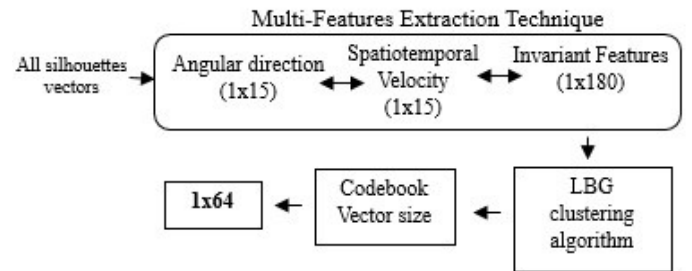 Multi-Features Extraction Technique
All silhouettes
vectors
Angular direction
(1x15)
Spatiotemporal
Velocity
(1x15)
Invariant Features
(1x180)
LBG
clustering
algorithm
Codebook
Vector size
1x64